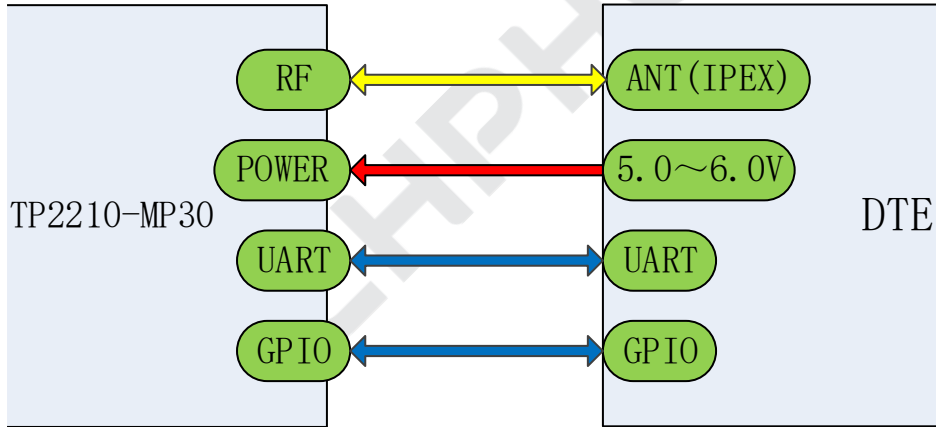 RF
ANT(IPEX)
POWER
5.0～6.0V
TP2210-MP30
DTE
UART
UART
GPIO
GPIO